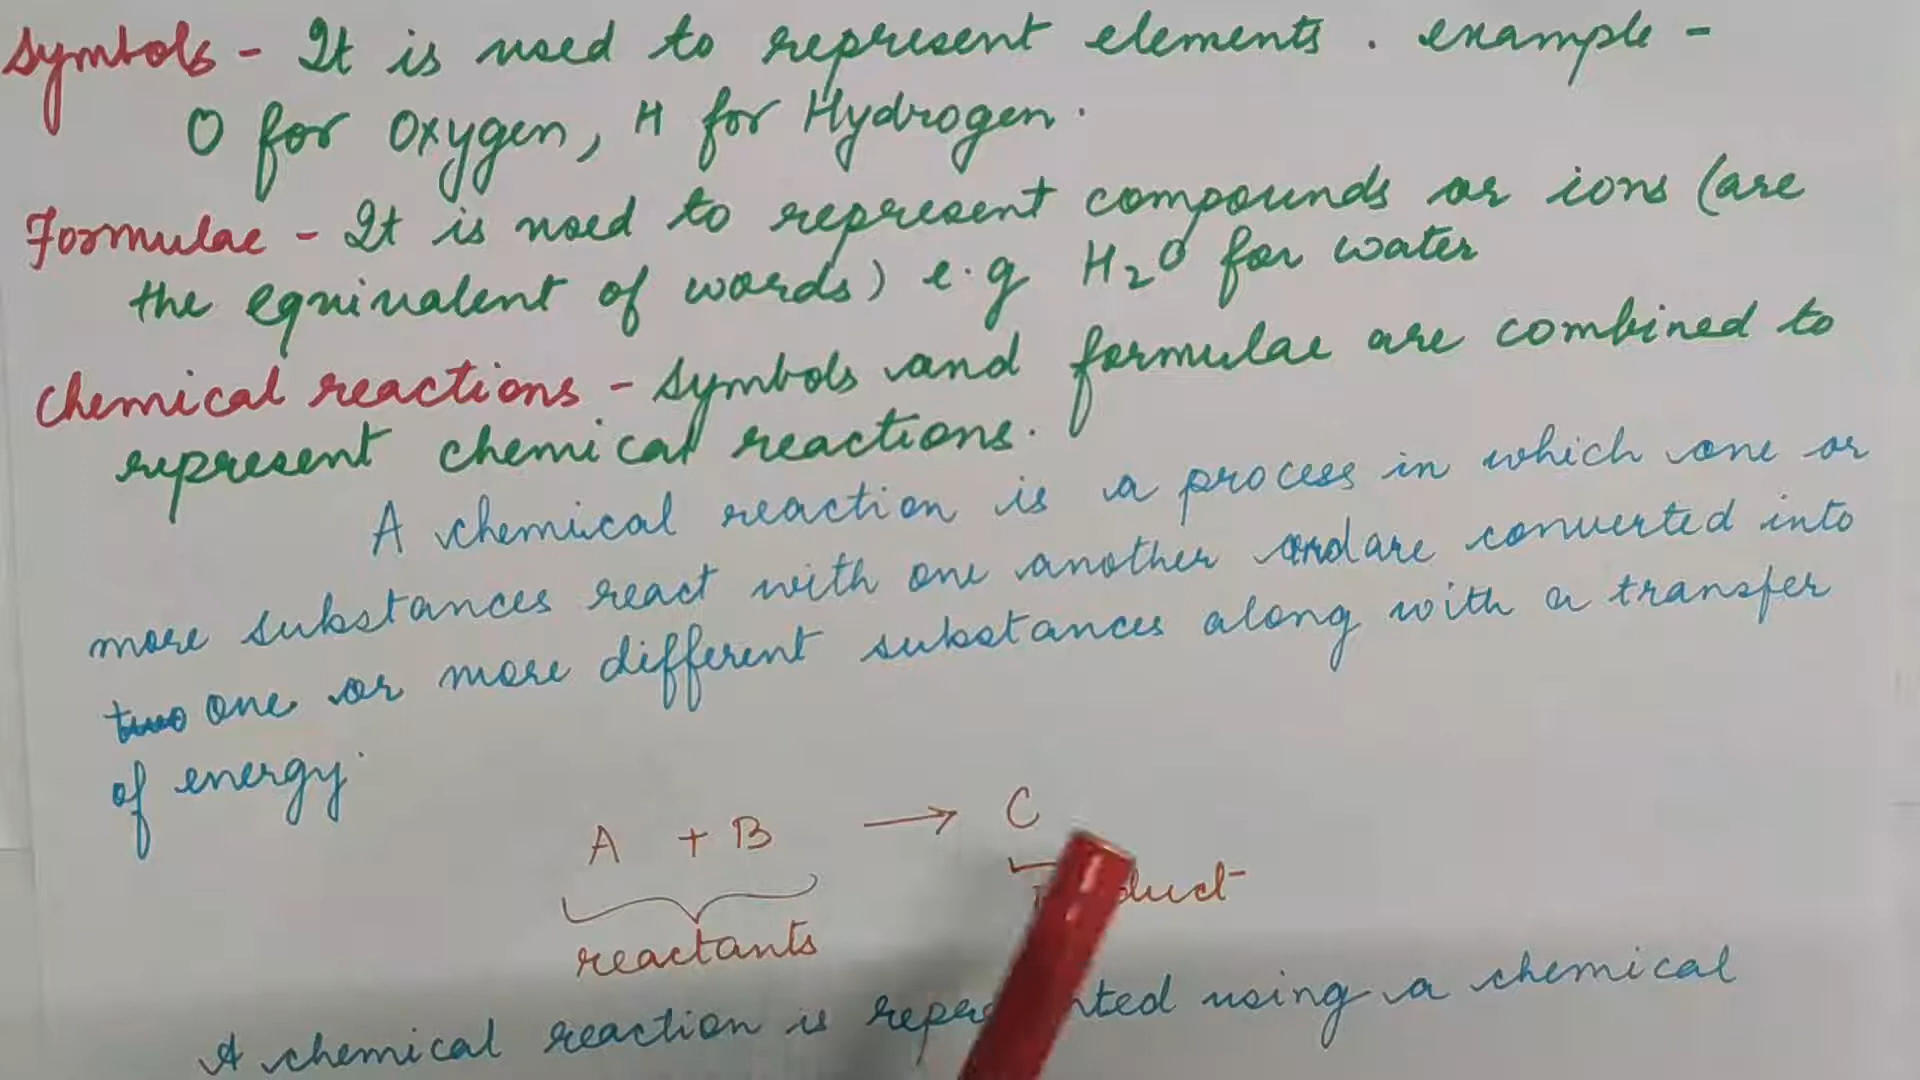 Symbols - It is used to represent elements. example -
O for Oxygen, H for Hydrogen.
Formulae - It is used to represent compounds or ions (are
the equivalent of words) e.g H₂O for water
Chemical reactions - Symbols and formulae are combined to
represent chemical reactions.
A chemical reaction is a process in which one or
more substances react with one another and are converted into
two one or more different substances along with a transfer
of energy.
A + B → C
reactants duct
A chemical reaction is using a chemical